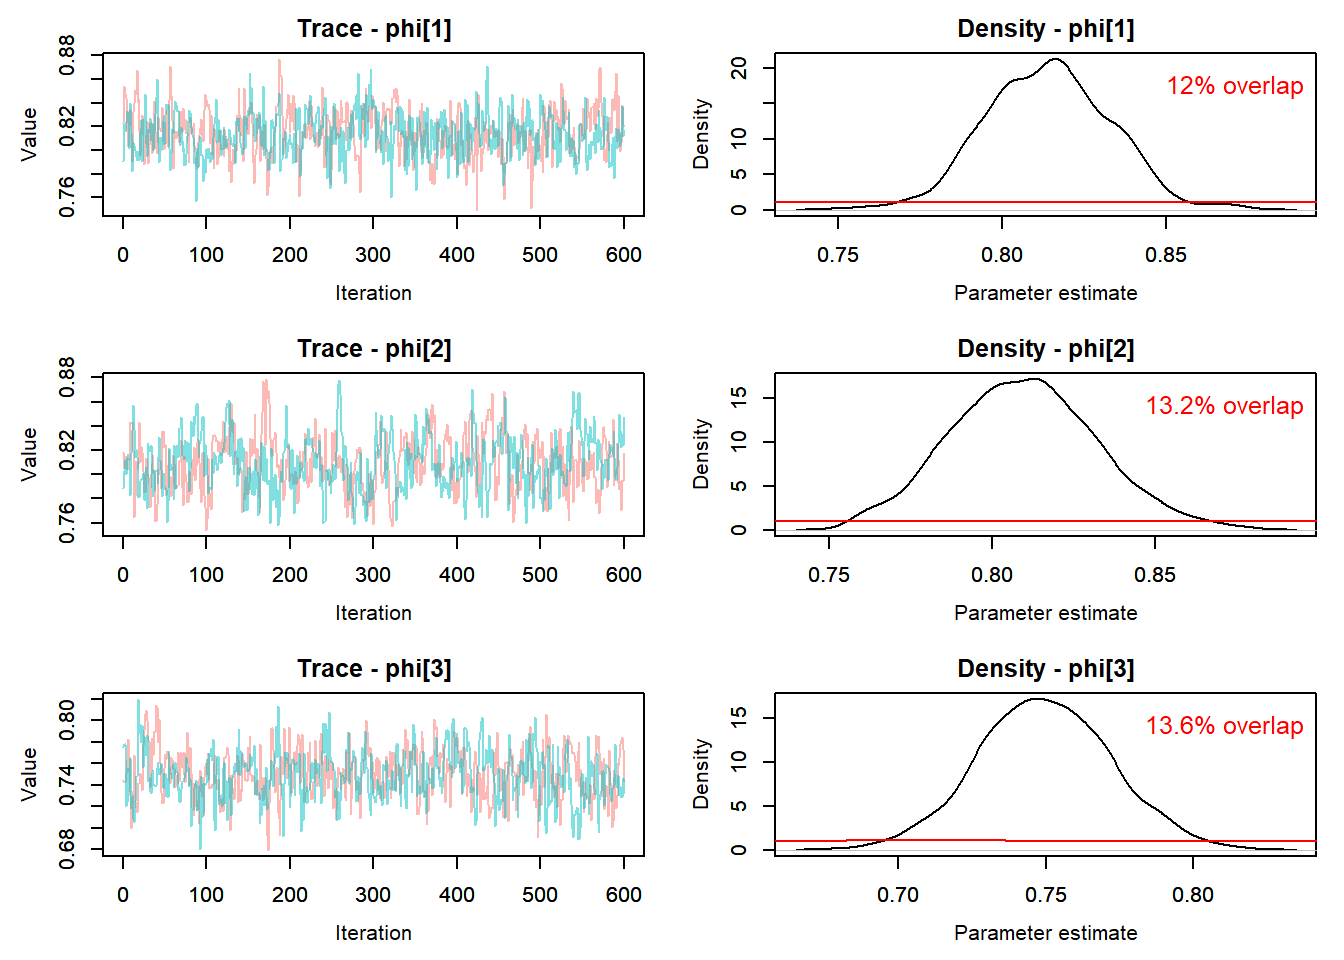 Trace - phi[1]
Value
0.76
0.82
0.88
0 100 200 300 400 500 600
Iteration
Density - phi[1]
12% overlap
Density
0
5
10
20
0.75 0.80 0.85
Parameter estimate
Trace - phi[2]
Value
0.76
0.82
0.88
0 100 200 300 400 500 600
Iteration
Density - phi[2]
13.2% overlap
Density
0
5
10
15
0.75 0.80 0.85
Parameter estimate
Trace - phi[3]
Value
0.68
0.74
0.80
0 100 200 300 400 500 600
Iteration
Density - phi[3]
13.6% overlap
Density
0
5
10
15
0.70 0.75 0.80
Parameter estimate